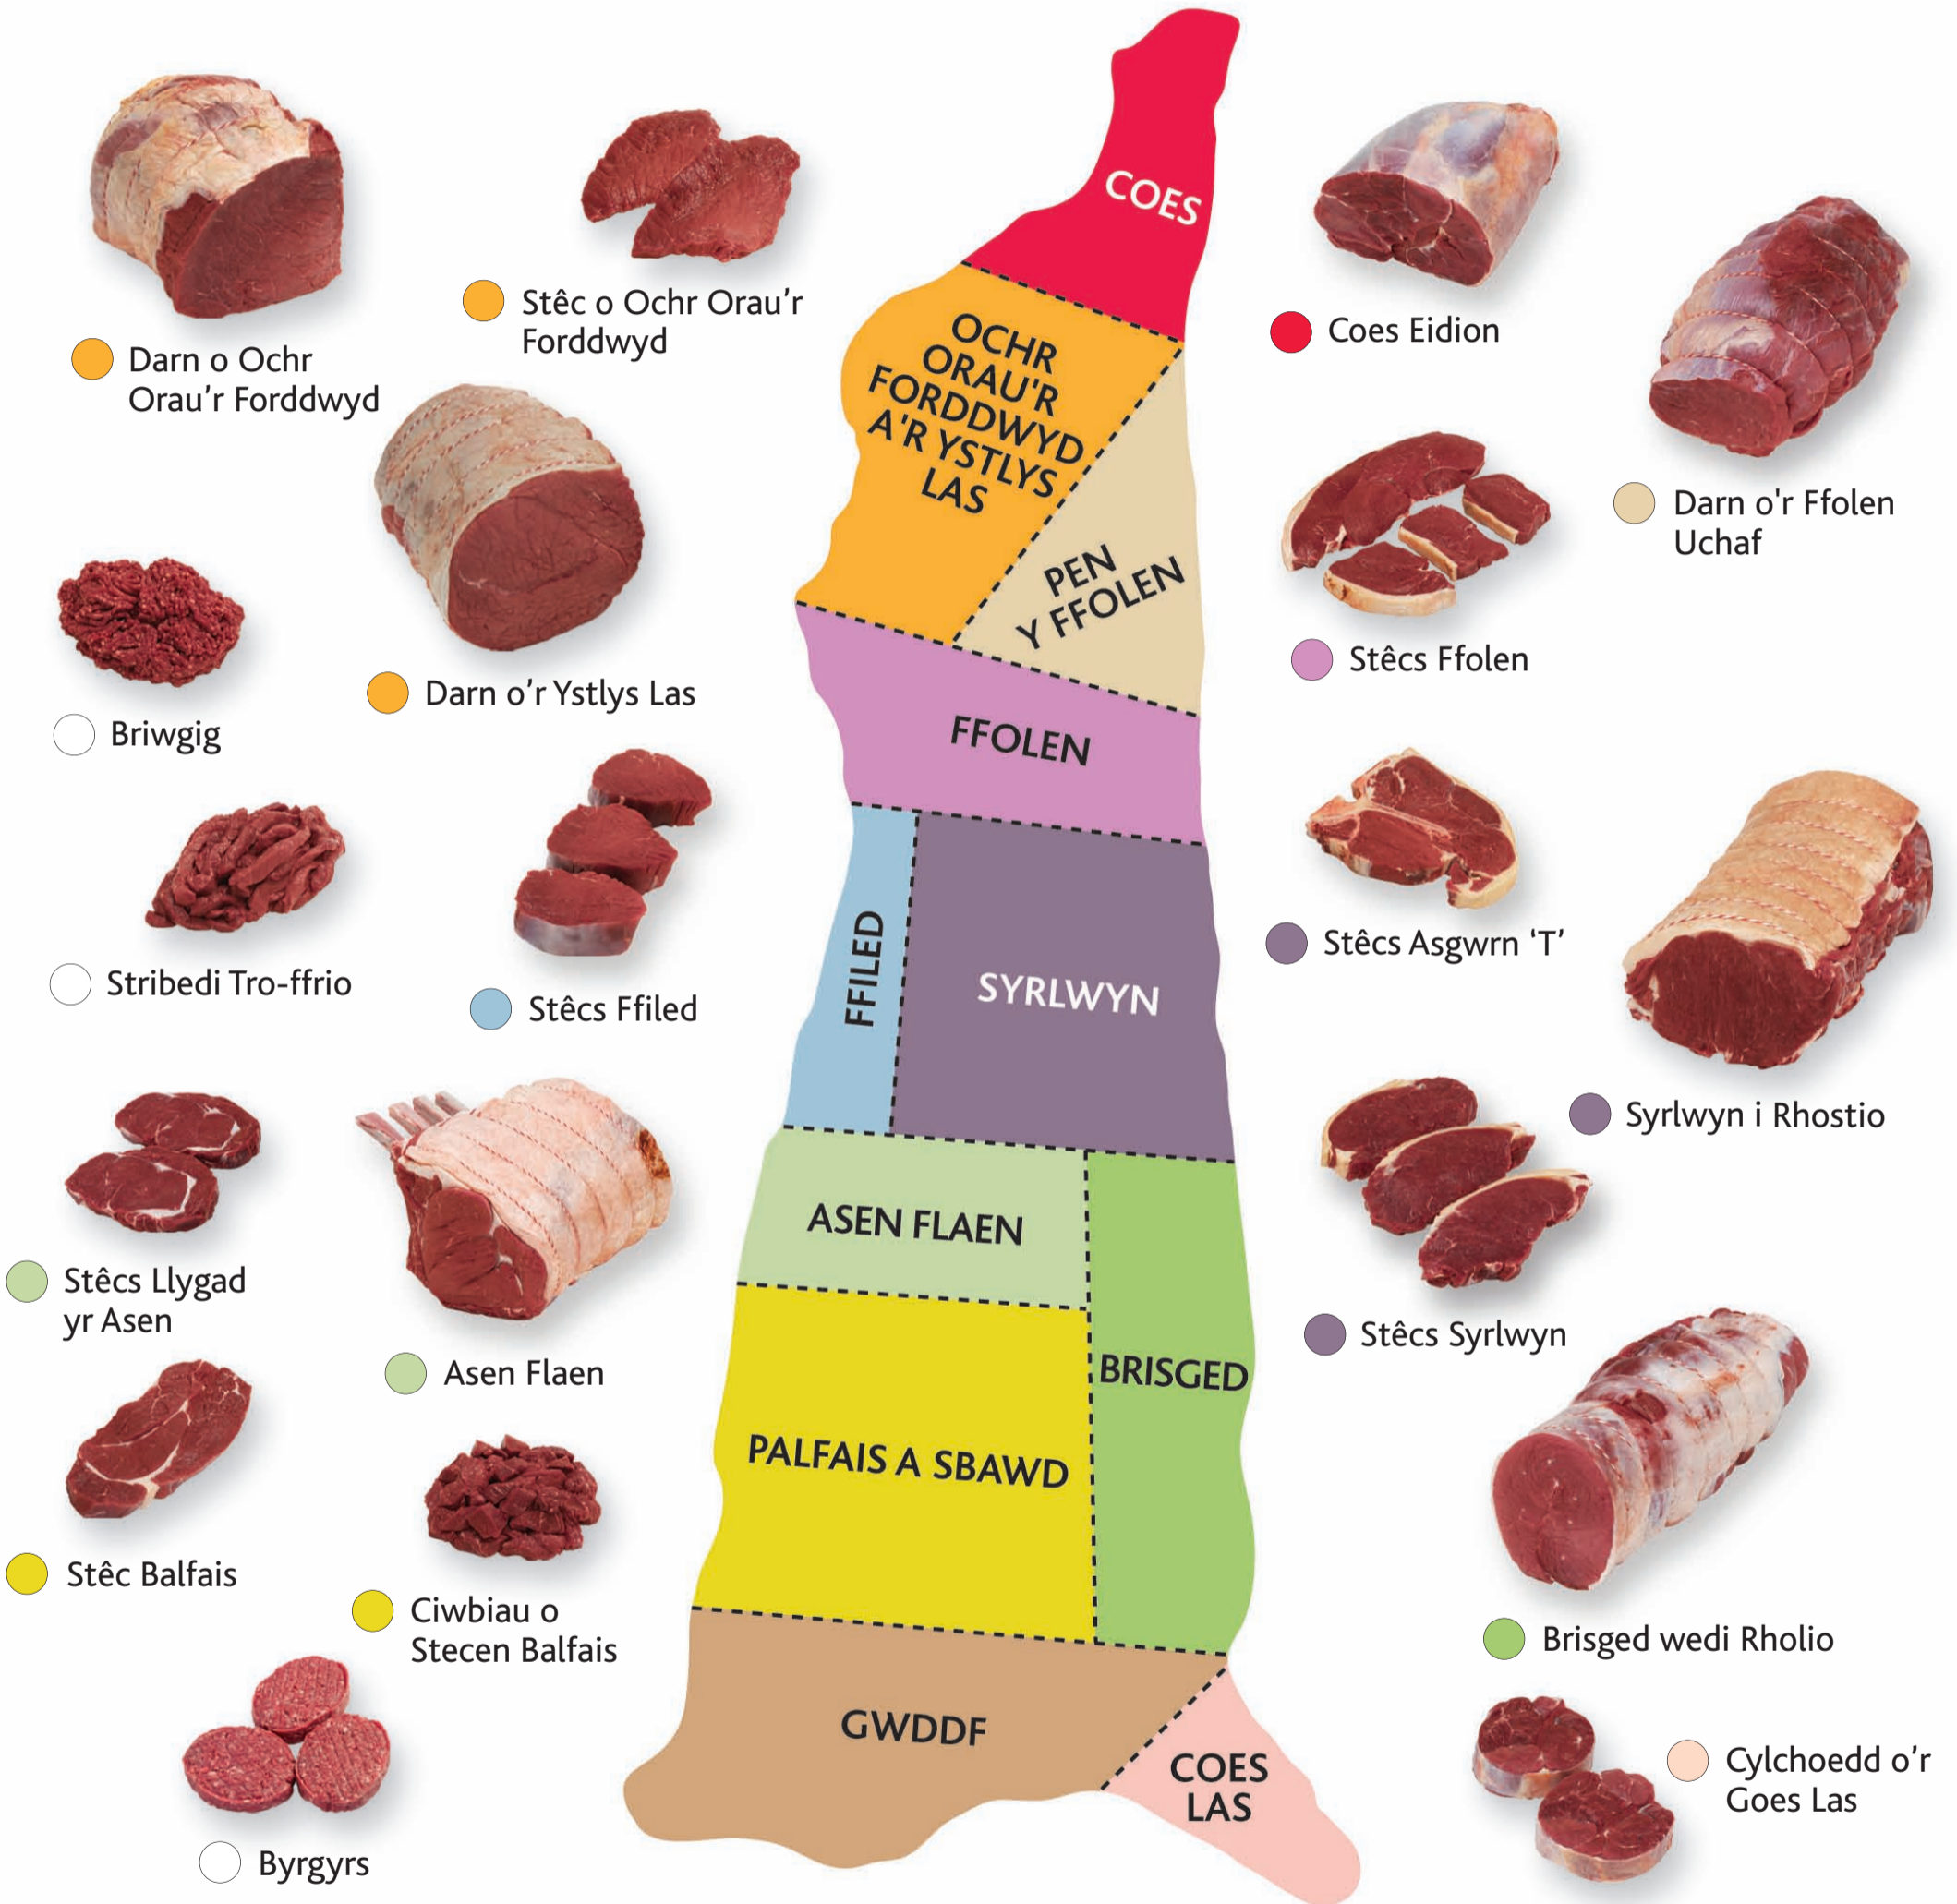 COES
OCHR
ORAU'R
FORDDWYD
A'R YSTLYS
LAS
PEN
Y FFOLEN
FFOLEN
FFILED
SYRLWYN
ASEN FLAEN
BRISGED
PALFAIS A SBAWD
GWDDF
COES
LAS
Darn o Ochr
Orau’r Forddwyd
Stêc o Ochr Orau’r
Forddwyd
Darn o’r Ystlys Las
Briwgig
Stribedi Tro-ffrio
Stêcs Ffiled
Stêcs Llygad
yr Asen
Asen Flaen
Stêc Balfais
Ciwbiau o
Stecen Balfais
Byrgyrs
Coes Eidion
Darn o'r Ffolen
Uchaf
Stêcs Ffolen
Stêcs Asgwrn ‘T’
Syrlwyn i Rhostio
Stêcs Syrlwyn
Brisged wedi Rholio
Cylchoedd o’r
Goes Las